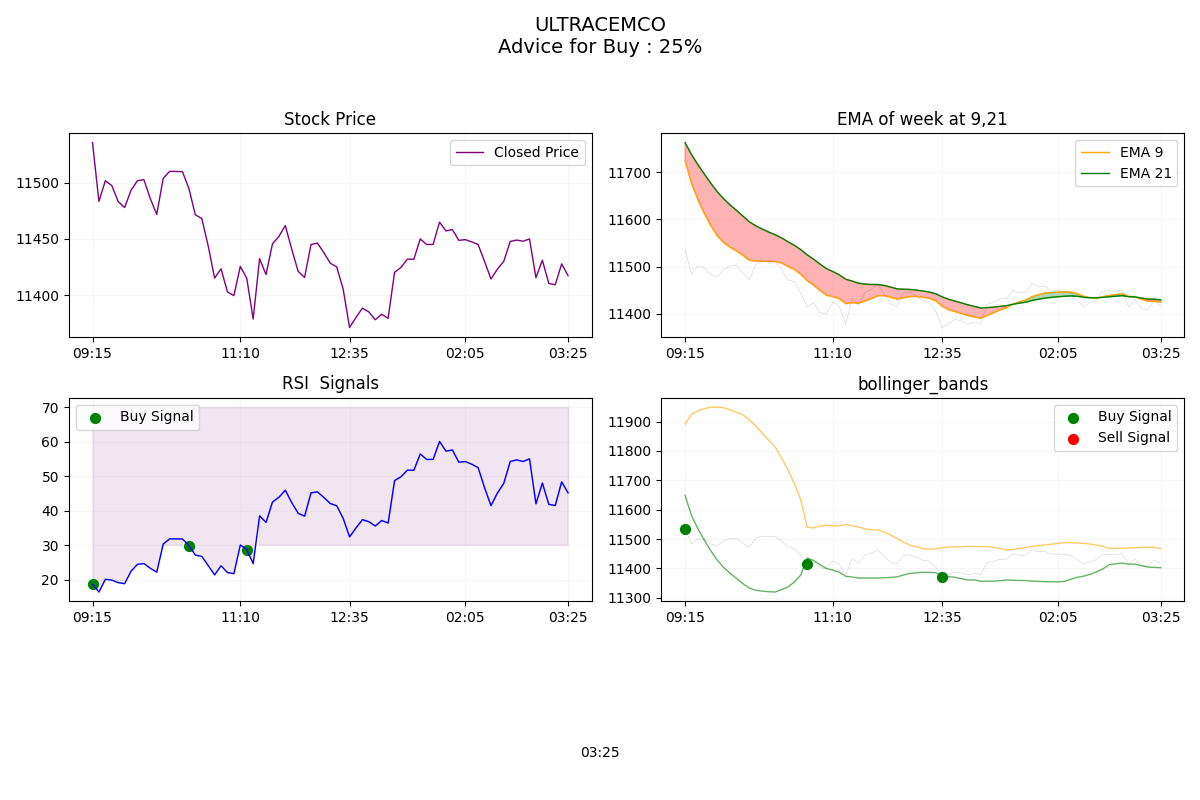 ULTRACEMCO
Advice for Buy : 25%
Stock Price
Closed Price
11500
11450
11400
09:15 11:10 12:35 02:05 03:25
EMA of week at 9,21
EMA 9
EMA 21
11700
11600
11500
11400
09:15 11:10 12:35 02:05 03:25
RSI  Signals
Buy Signal
70
60
50
40
30
20
09:15 11:10 12:35 02:05 03:25
bollinger_bands
Buy Signal
Sell Signal
11900
11800
11700
11600
11500
11400
11300
09:15 11:10 12:35 02:05 03:25
03:25